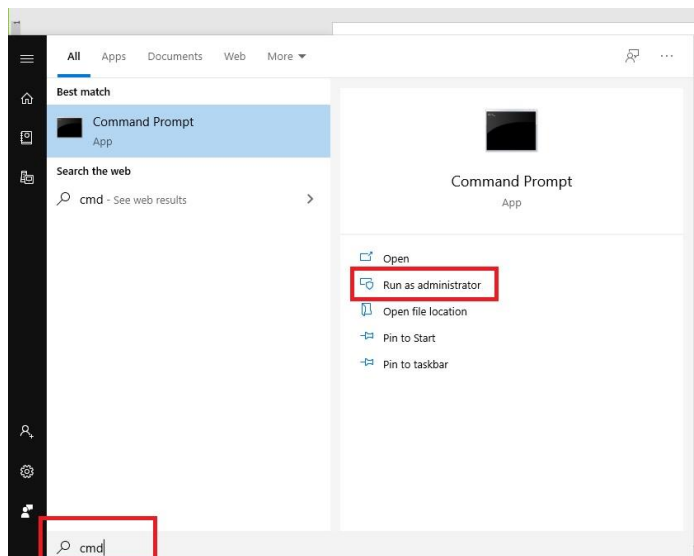 All Apps Documents Web More
Best match
Command Prompt
App
Search the web
cmd - See web results
Command Prompt
App
Open
Run as administrator
Open file location
Pin to Start
Pin to taskbar
cmd